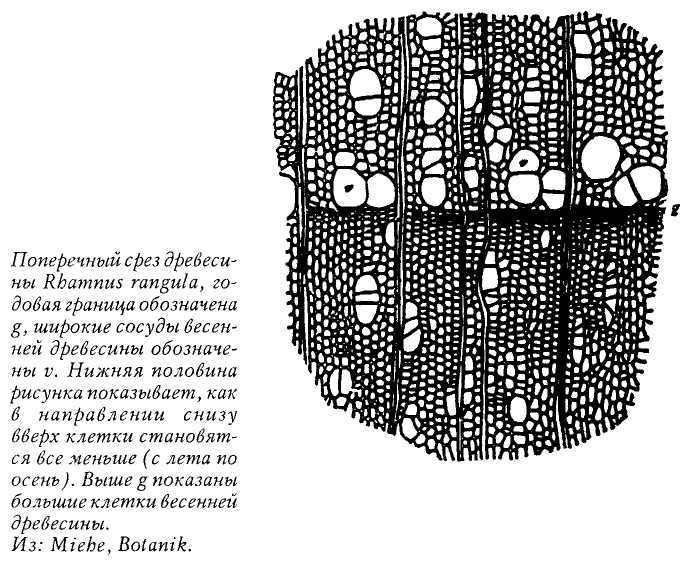 Поперечный срез древеси-
ны Rhamnus rangula, го-
довая граница обозначена
g, широкие сосуды весен-
ней древесины обозначе-
ны v. Нижняя половина
рисунка показывает, как
в направлении снизу
вверх клетки становят-
ся все меньше (с лета по
осень). Выше g показаны
большие клетки весенней
древесины.
Из: Miehe, Botanik.
g